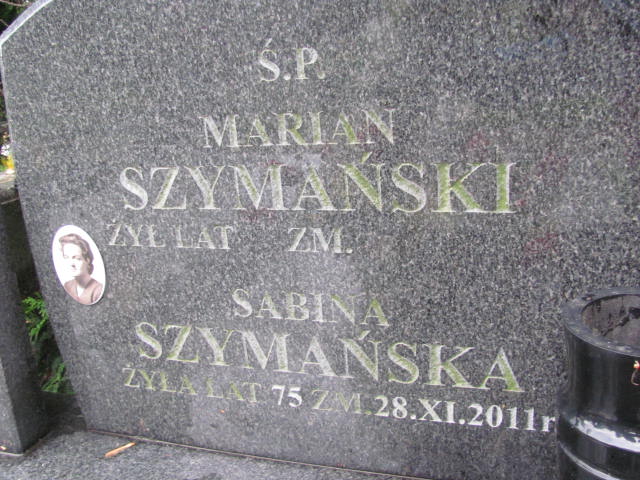 Ś.P.
MARIAN
SZYMAŃSKI
ŻYŁ LAT ZM.
SABINA
SZYMAŃSKA
ŻYŁA LAT 75 ZM. 28.XI.2011r